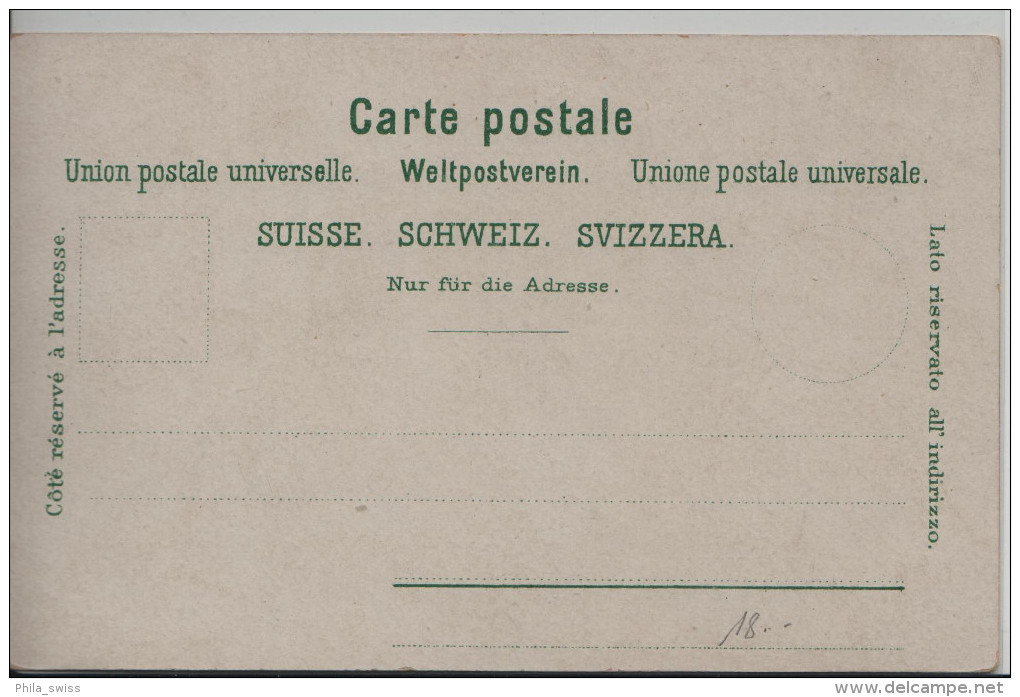 Carte postale
Union postale universelle. Weltpostverein. Unione postale universale.
SUISSE. SCHWEIZ. SVIZZERA.
Nur für die Adresse.
Côté réservé à l'adresse.
Lato riservato all' indirizzo.
18.--
Phila_swiss
www.delcampe.net